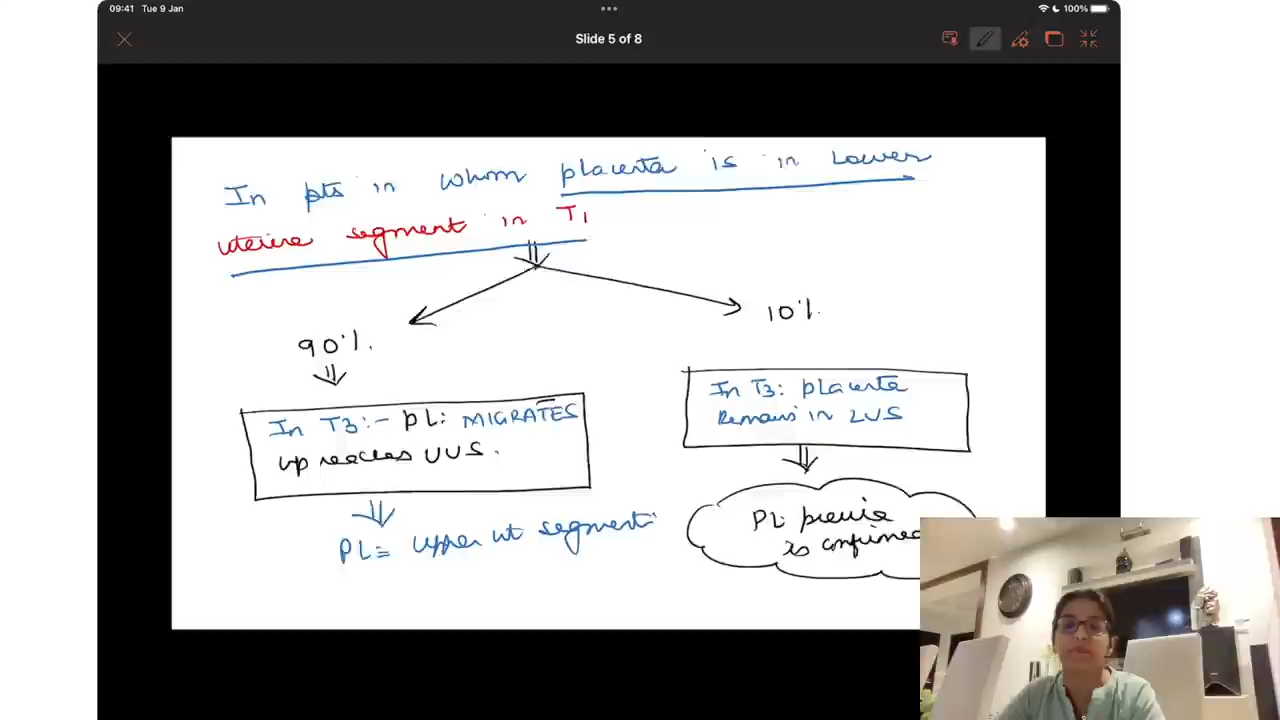 09:41 Tue 9 Jan
100%
Slide 5 of 8
In pts in whom placenta is in Lower
uterine segment in T1
90%.
10%.
In T3:- PL: MIGRATES
up reaches UUS.
PL= upper ut segment
In T3: placenta
Remains in LUS
PL: previa
is confirmed